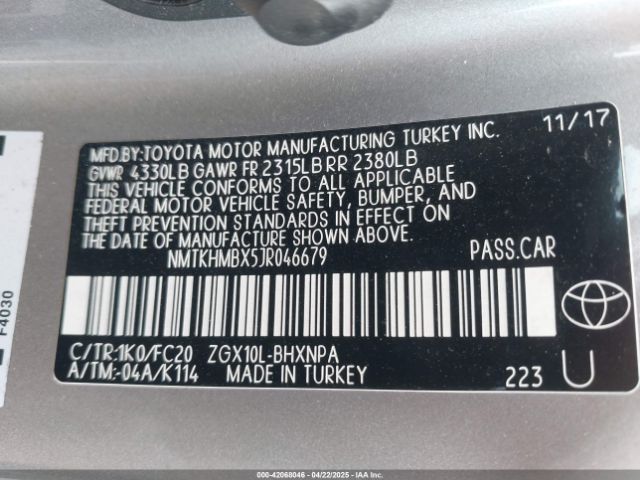 11/17
MFD.BY:TOYOTA MOTOR MANUFACTURING TURKEY INC.
GVWR 4330LB GAWR FR 2315LB RR 2380LB
THIS VEHICLE CONFORMS TO ALL APPLICABLE
FEDERAL MOTOR VEHICLE SAFETY, BUMPER, AND
THEFT PREVENTION STANDARDS IN EFFECT ON
THE DATE OF MANUFACTURE SHOWN ABOVE.
NMTKHMBX5JR046679 PASS.CAR
C/TR:1K0/FC20 ZGX10L-BHXNPA
A/TM:-04A/K114 MADE IN TURKEY 223 U
F4030
000-42068046 - 04/22/2025 - IAAI.COM